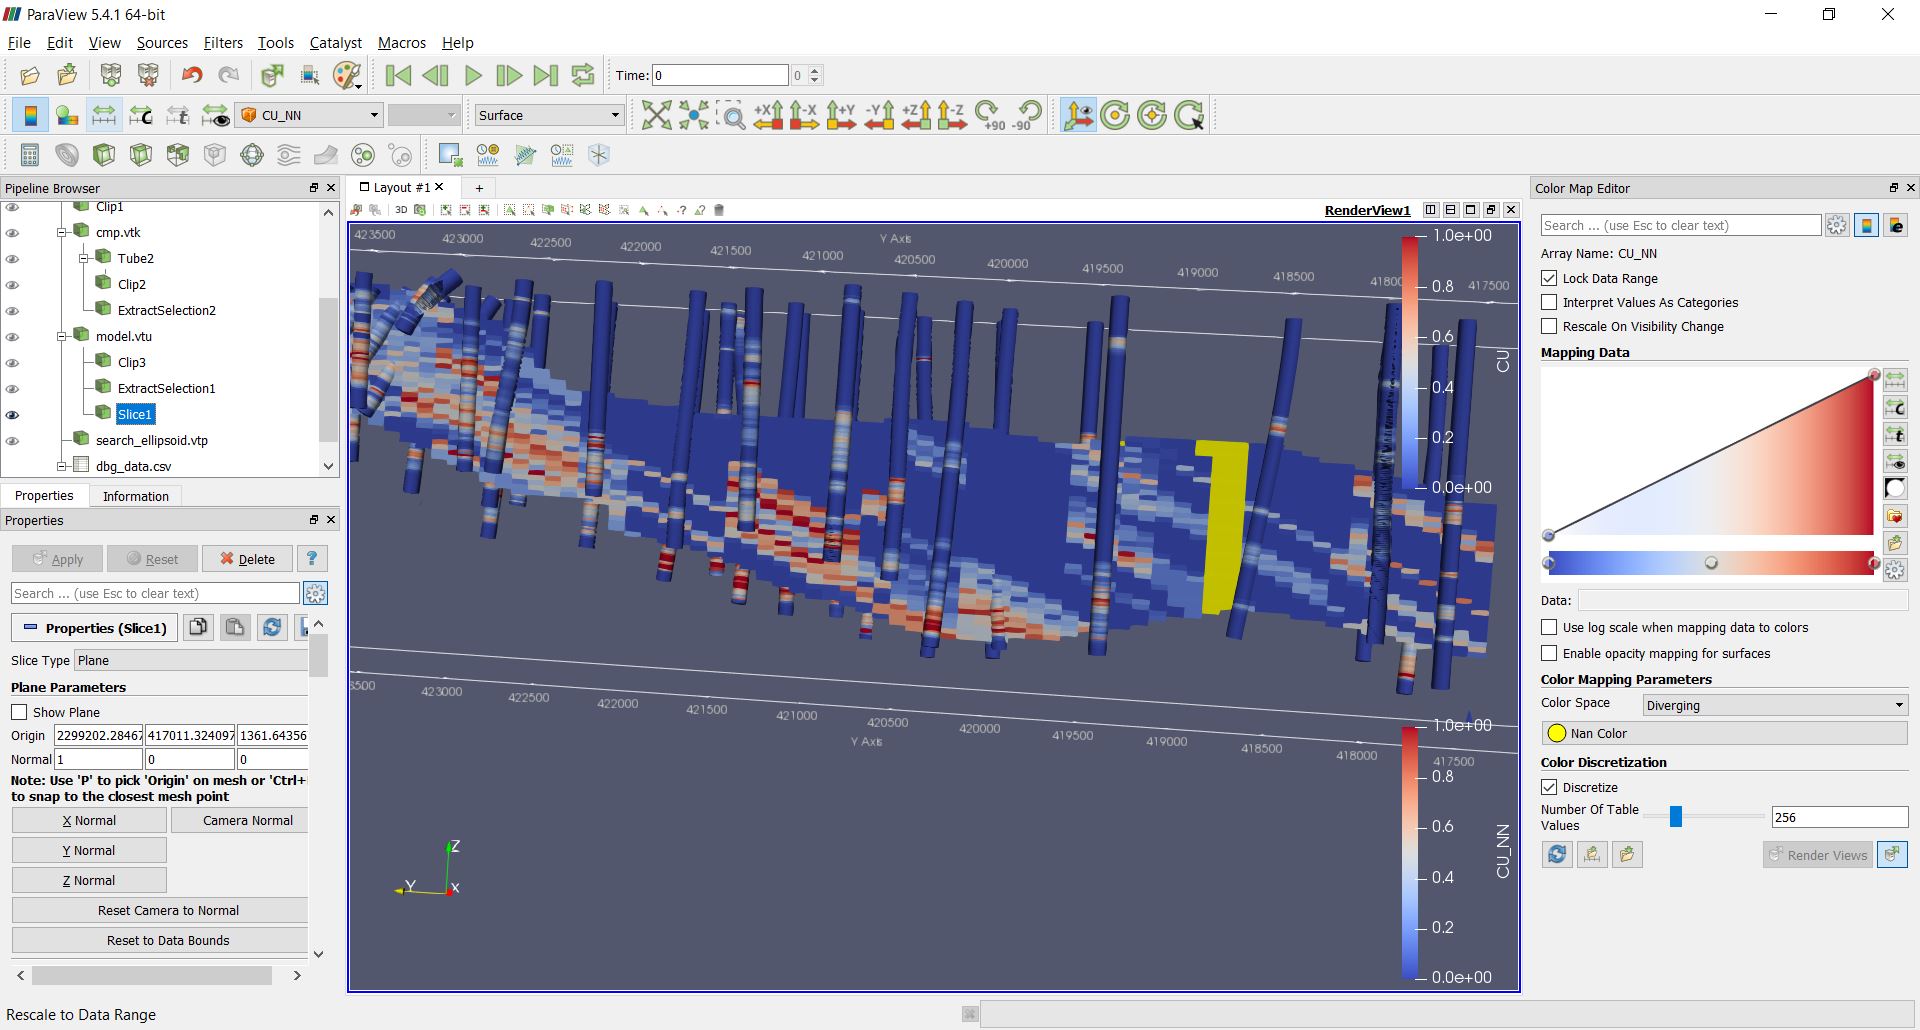 ParaView 5.4.1 64-bit
File Edit View Sources Filters Tools Catalyst Macros Help
Time: 0 0
CU_NN Surface +X -X +Y -Y +Z -Z +90 -90
Pipeline Browser
Clip1
cmp.vtk
Tube2
Clip2
ExtractSelection2
model.vtu
Clip3
ExtractSelection1
Slice1
search_ellipsoid.vtp
dbg_data.csv
Properties Information
Properties
Apply Reset Delete ?
Search ... (use Esc to clear text)
Properties (Slice1)
Slice Type Plane
Plane Parameters
Show Plane
Origin 2299202.28467 417011.324097 1361.64356
Normal 1 0 0
Note: Use 'P' to pick 'Origin' on mesh or 'Ctrl+
to snap to the closest mesh point
X Normal Camera Normal
Y Normal
Z Normal
Reset Camera to Normal
Reset to Data Bounds
Rescale to Data Range
Layout #1 +
3D RenderView1
423500 423000 422500 422000 421500 420500 420000 419500 419000 418500 4180 417500
Y Axis
1.0e+00
0.8
0.6
0.4
0.2
0.0e+00
CU
3500 423000 422500 422000 421500 421000 420500 420000 419500 419000 418500 418000 417500
Y Axis
1.0e+00
0.8
0.6
0.4
0.2
0.0e+00
CU_NN
Z
Y
X
Color Map Editor
Search ... (use Esc to clear text)
Array Name: CU_NN
Lock Data Range
Interpret Values As Categories
Rescale On Visibility Change
Mapping Data
Data:
Use log scale when mapping data to colors
Enable opacity mapping for surfaces
Color Mapping Parameters
Color Space Diverging
Nan Color
Color Discretization
Discretize
Number Of Table
Values 256
Render Views